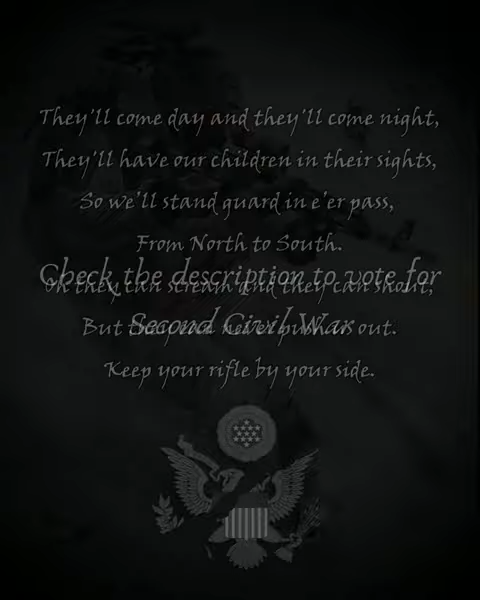 They'll come day and they'll come night,
They'll have our children in their sights,
So we'll stand guard in e'er pass,
From North to South.
Check the description to vote for
Oh they can scream and they can shout,
Second Civil War
But they'll never push us out.
Keep your rifle by your side.